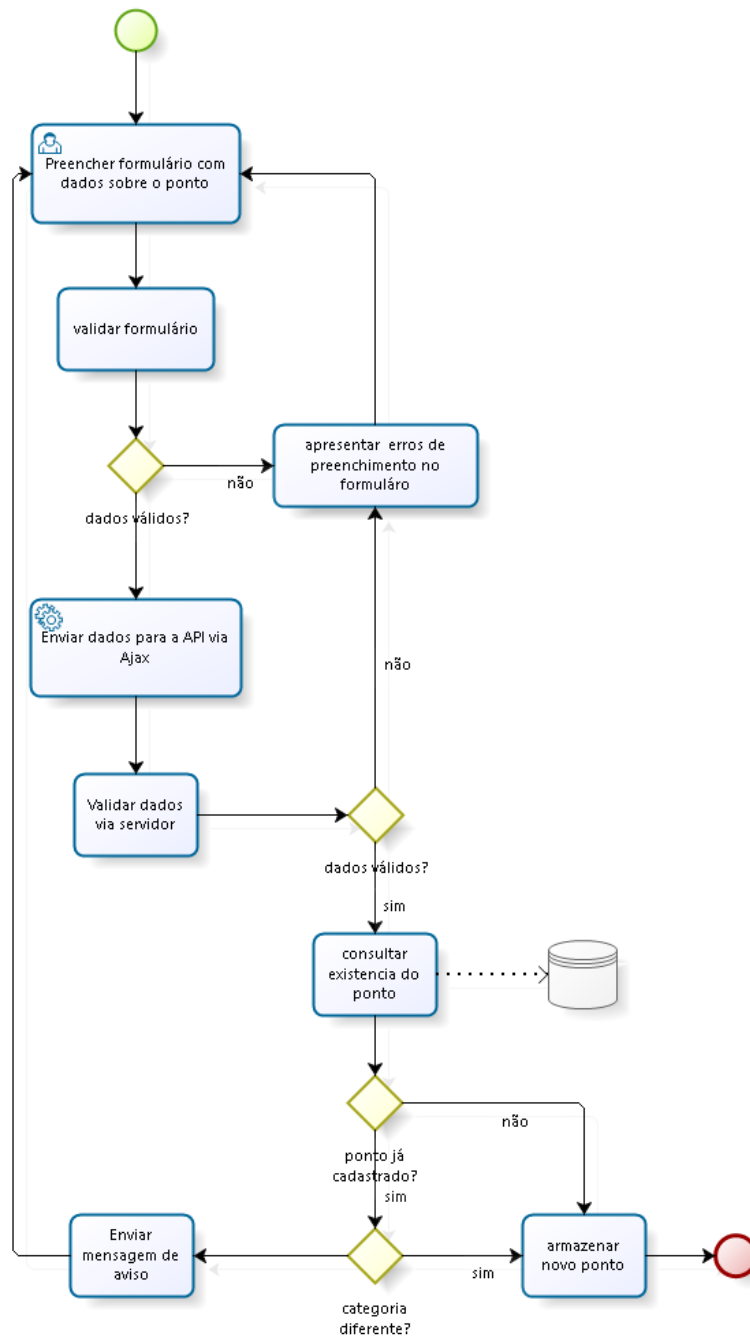 Preencher formulário com
dados sobre o ponto
validar formulário
apresentar erros de
preenchimento no
formuláro
não
dados válidos?
Enviar dados para a API via
Ajax
não
Validar dados
via servidor
dados válidos?
sim
consultar
existencia do
ponto
não
ponto já
cadastrado?
sim
Enviar
mensagem de
aviso
armazenar
novo ponto
sim
categoria
diferente?